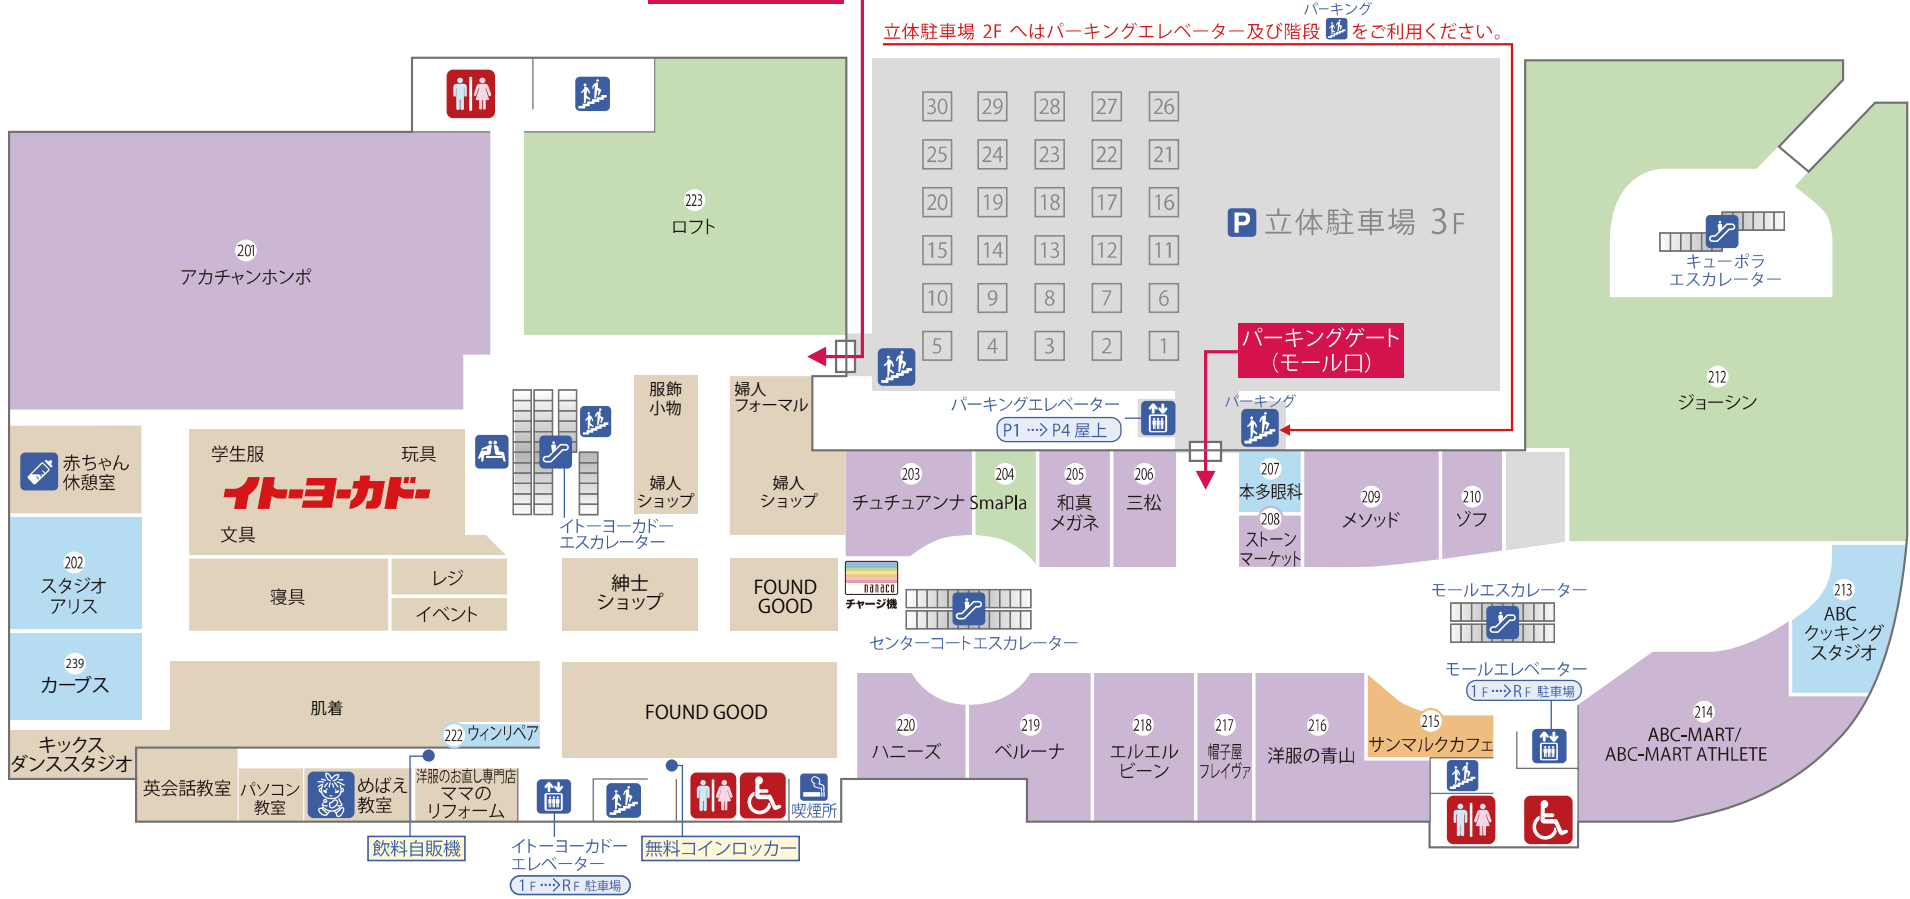 パーキング
立体駐車場 2F へはパーキングエレベーター及び階段 をご利用ください。
30 29 28 27 26
25 24 23 22 21
20 19 18 17 16
15 14 13 12 11
10 9 8 7 6
5 4 3 2 1
P 立体駐車場 3F
パーキングゲート
（モール口）
パーキングエレベーター
P1 ····> P4 屋上
パーキング
201
アカチャンホンポ
223
ロフト
212
ジョーシン
キューポラ
エスカレーター
服飾
小物
婦人
フォーマル
赤ちゃん
休憩室
学生服
玩具
イトーヨーカドー
文具
婦人
ショップ
婦人
ショップ
イトーヨーカドー
エスカレーター
203
チュチュアンナ
204
SmaPla
205
和真
メガネ
206
三松
207
本多眼科
208
ストーン
マーケット
209
メソッド
210
ゾフ
202
スタジオ
アリス
寝具
レジ
イベント
紳士
ショップ
FOUND
GOOD
nanaco
チャージ機
センターコートエスカレーター
モールエスカレーター
213
ABC
クッキング
スタジオ
239
カーブス
肌着
222
ウィンリペア
FOUND GOOD
220
ハニーズ
219
ベルーナ
218
エルエル
ビーン
217
帽子屋
フレイヴァ
216
洋服の青山
215
サンマルクカフェ
モールエレベーター
1F····>RF 駐車場
214
ABC-MART/
ABC-MART ATHLETE
キックス
ダンススタジオ
英会話教室
パソコン
教室
めばえ
教室
洋服のお直し専門店
ママの
リフォーム
喫煙所
飲料自販機
イトーヨーカドー
エレベーター
1F····>RF 駐車場
無料コインロッカー